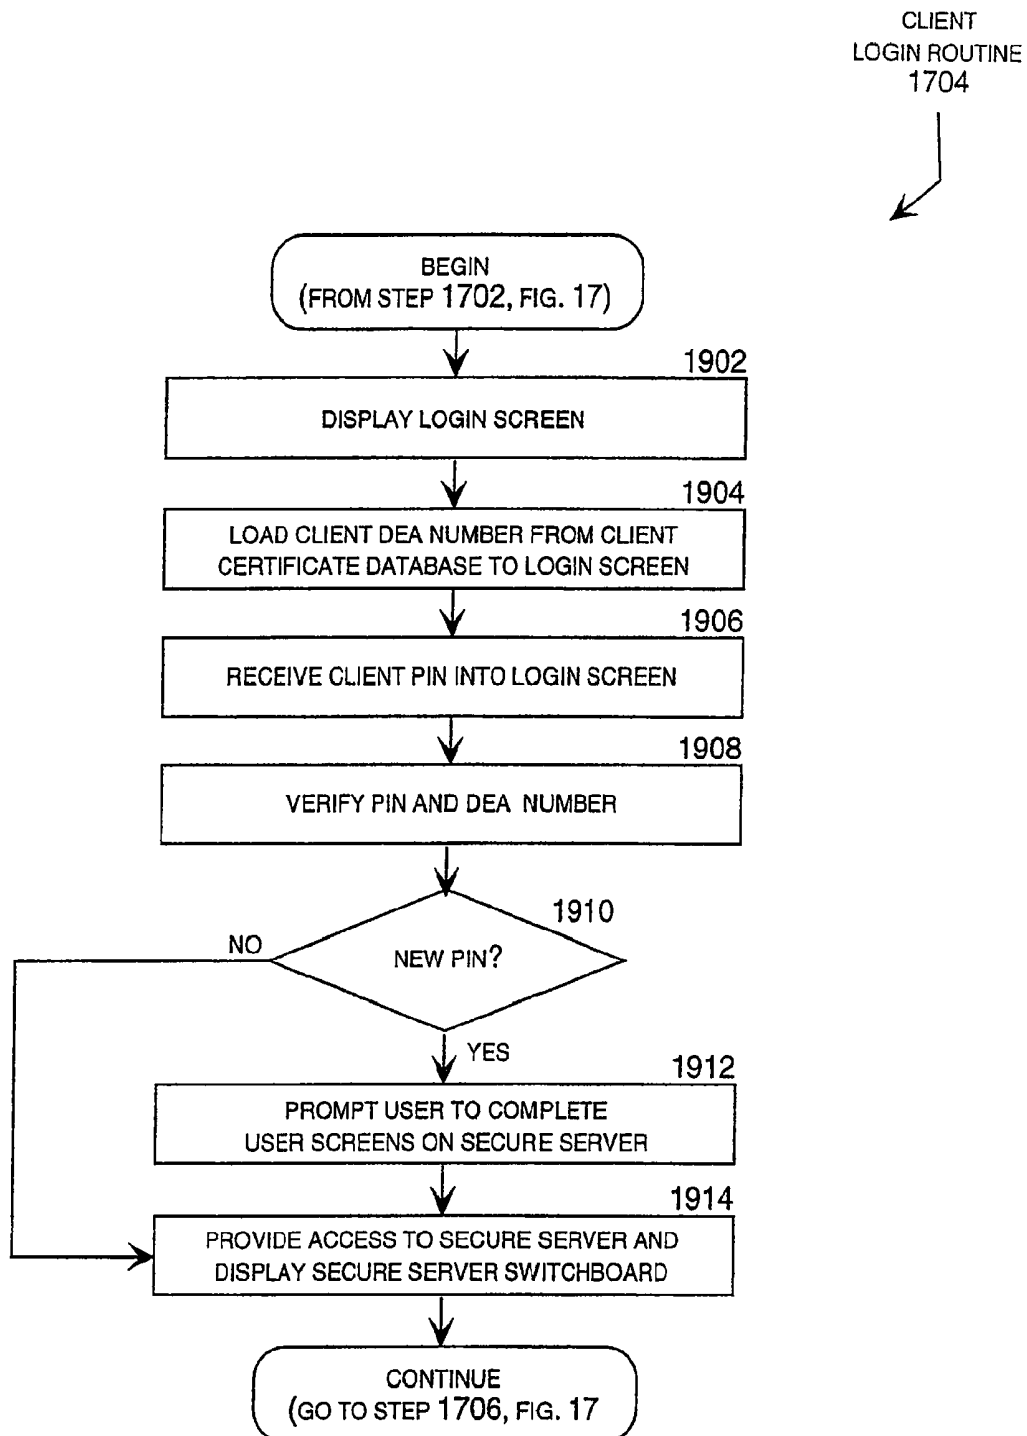 CLIENT
LOGIN ROUTINE
1704
BEGIN
(FROM STEP 1702, FIG. 17)
1902
DISPLAY LOGIN SCREEN
1904
LOAD CLIENT DEA NUMBER FROM CLIENT
CERTIFICATE DATABASE TO LOGIN SCREEN
1906
RECEIVE CLIENT PIN INTO LOGIN SCREEN
1908
VERIFY PIN AND DEA NUMBER
1910
NO
NEW PIN?
YES
1912
PROMPT USER TO COMPLETE
USER SCREENS ON SECURE SERVER
1914
PROVIDE ACCESS TO SECURE SERVER AND
DISPLAY SECURE SERVER SWITCHBOARD
CONTINUE
(GO TO STEP 1706, FIG. 17